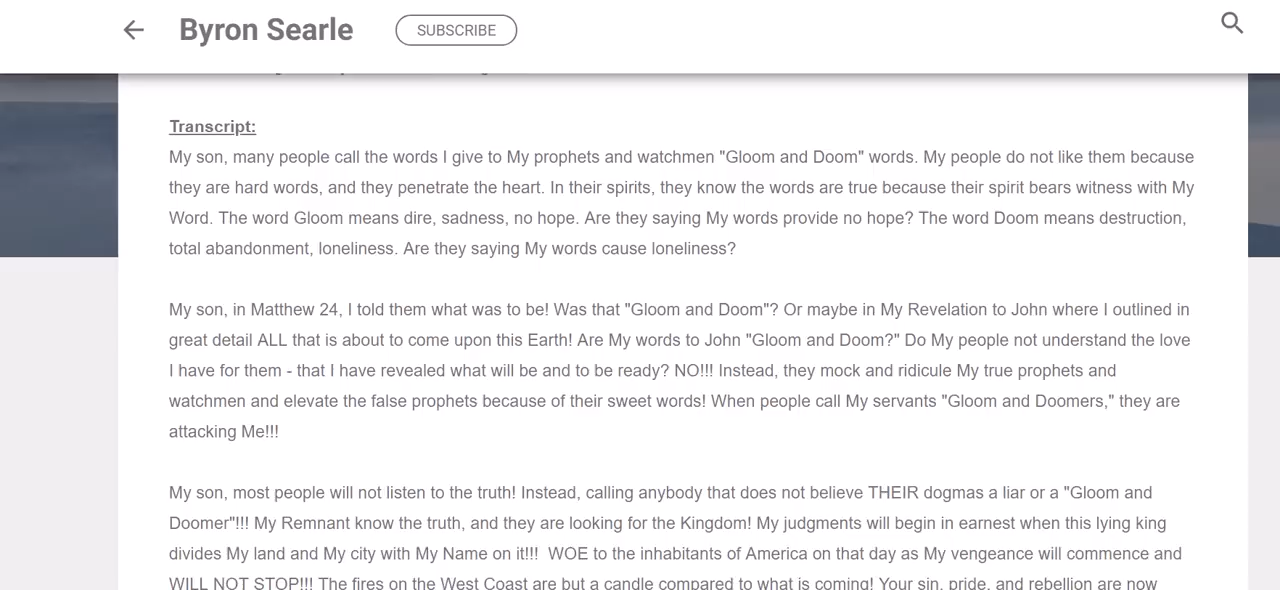 Byron Searle
SUBSCRIBE
Transcript:
My son, many people call the words I give to My prophets and watchmen "Gloom and Doom" words. My people do not like them because
they are hard words, and they penetrate the heart. In their spirits, they know the words are true because their spirit bears witness with My
Word. The word Gloom means dire, sadness, no hope. Are they saying My words provide no hope? The word Doom means destruction,
total abandonment, loneliness. Are they saying My words cause loneliness?
My son, in Matthew 24, I told them what was to be! Was that "Gloom and Doom"? Or maybe in My Revelation to John where I outlined in
great detail ALL that is about to come upon this Earth! Are My words to John "Gloom and Doom?" Do My people not understand the love
I have for them - that I have revealed what will be and to be ready? NO!!! Instead, they mock and ridicule My true prophets and
watchmen and elevate the false prophets because of their sweet words! When people call My servants "Gloom and Doomers," they are
attacking Me!!!
My son, most people will not listen to the truth! Instead, calling anybody that does not believe THEIR dogmas a liar or a "Gloom and
Doomer"!!! My Remnant know the truth, and they are looking for the Kingdom! My judgments will begin in earnest when this lying king
divides My land and My city with My Name on it!!!  WOE to the inhabitants of America on that day as My vengeance will commence and
WILL NOT STOP!!! The fires on the West Coast are but a candle compared to what is coming! Your sin, pride, and rebellion are now